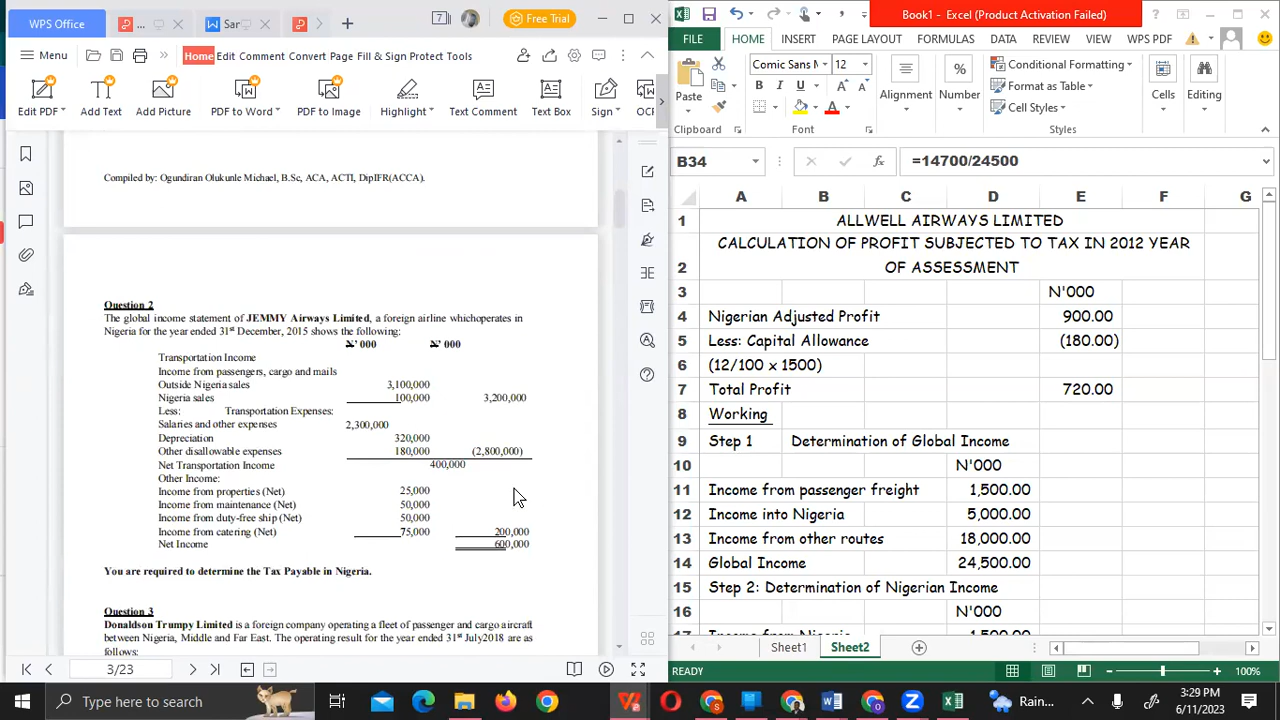 WPS Office
...
Sar
7
Free Trial
Book1 - Excel (Product Activation Failed)
Menu
Home Edit Comment Convert Page Fill & Sign Protect Tools
FILE HOME INSERT PAGE LAYOUT FORMULAS DATA REVIEW VIEW WPS PDF
Edit PDF
Add Text
Add Picture
PDF to Word
PDF to Image
Highlight
Text Comment
Text Box
Sign
OCF
Paste
Comic Sans M
12
B I U
Alignment
%
Number
Conditional Formatting
Format as Table
Cell Styles
Cells
Editing
Clipboard
Font
Styles
B34
=14700/24500
Compiled by: Ogundiran Olukunle Michael, B.Sc, ACA, ACTI, DipIFR(ACCA).
Question 2
The global income statement of JEMMY Airways Limited, a foreign airline whichoperates in
Nigeria for the year ended 31st December, 2015 shows the following:
₦' 000 ₦' 000
Transportation Income
Income from passengers, cargo and mails
Outside Nigeria sales 3,100,000
Nigeria sales 100,000 3,200,000
Less: Transportation Expenses:
Salaries and other expenses 2,300,000
Depreciation 320,000
Other disallowable expenses 180,000 (2,800,000)
Net Transportation Income 400,000
Other Income:
Income from properties (Net) 25,000
Income from maintenance (Net) 50,000
Income from duty-free ship (Net) 50,000
Income from catering (Net) 75,000 200,000
Net Income 600,000
You are required to determine the Tax Payable in Nigeria.
Question 3
Donaldson Trumpy Limited is a foreign company operating a fleet of passenger and cargo aircraft
between Nigeria, Middle and Far East. The operating result for the year ended 31st July2018 are as
follows:
3/23
A B C D E F G
1 ALLWELL AIRWAYS LIMITED
CALCULATION OF PROFIT SUBJECTED TO TAX IN 2012 YEAR
2 OF ASSESSMENT
3 N'000
4 Nigerian Adjusted Profit 900.00
5 Less: Capital Allowance (180.00)
6 (12/100 x 1500)
7 Total Profit 720.00
8 Working
9 Step 1 Determination of Global Income
10 N'000
11 Income from passenger freight 1,500.00
12 Income into Nigeria 5,000.00
13 Income from other routes 18,000.00
14 Global Income 24,500.00
15 Step 2: Determination of Nigerian Income
16 N'000
17 Income from Nigeria 1,500.00
Sheet1 Sheet2
READY
100%
Type here to search
Rain...
3:29 PM
6/11/2023